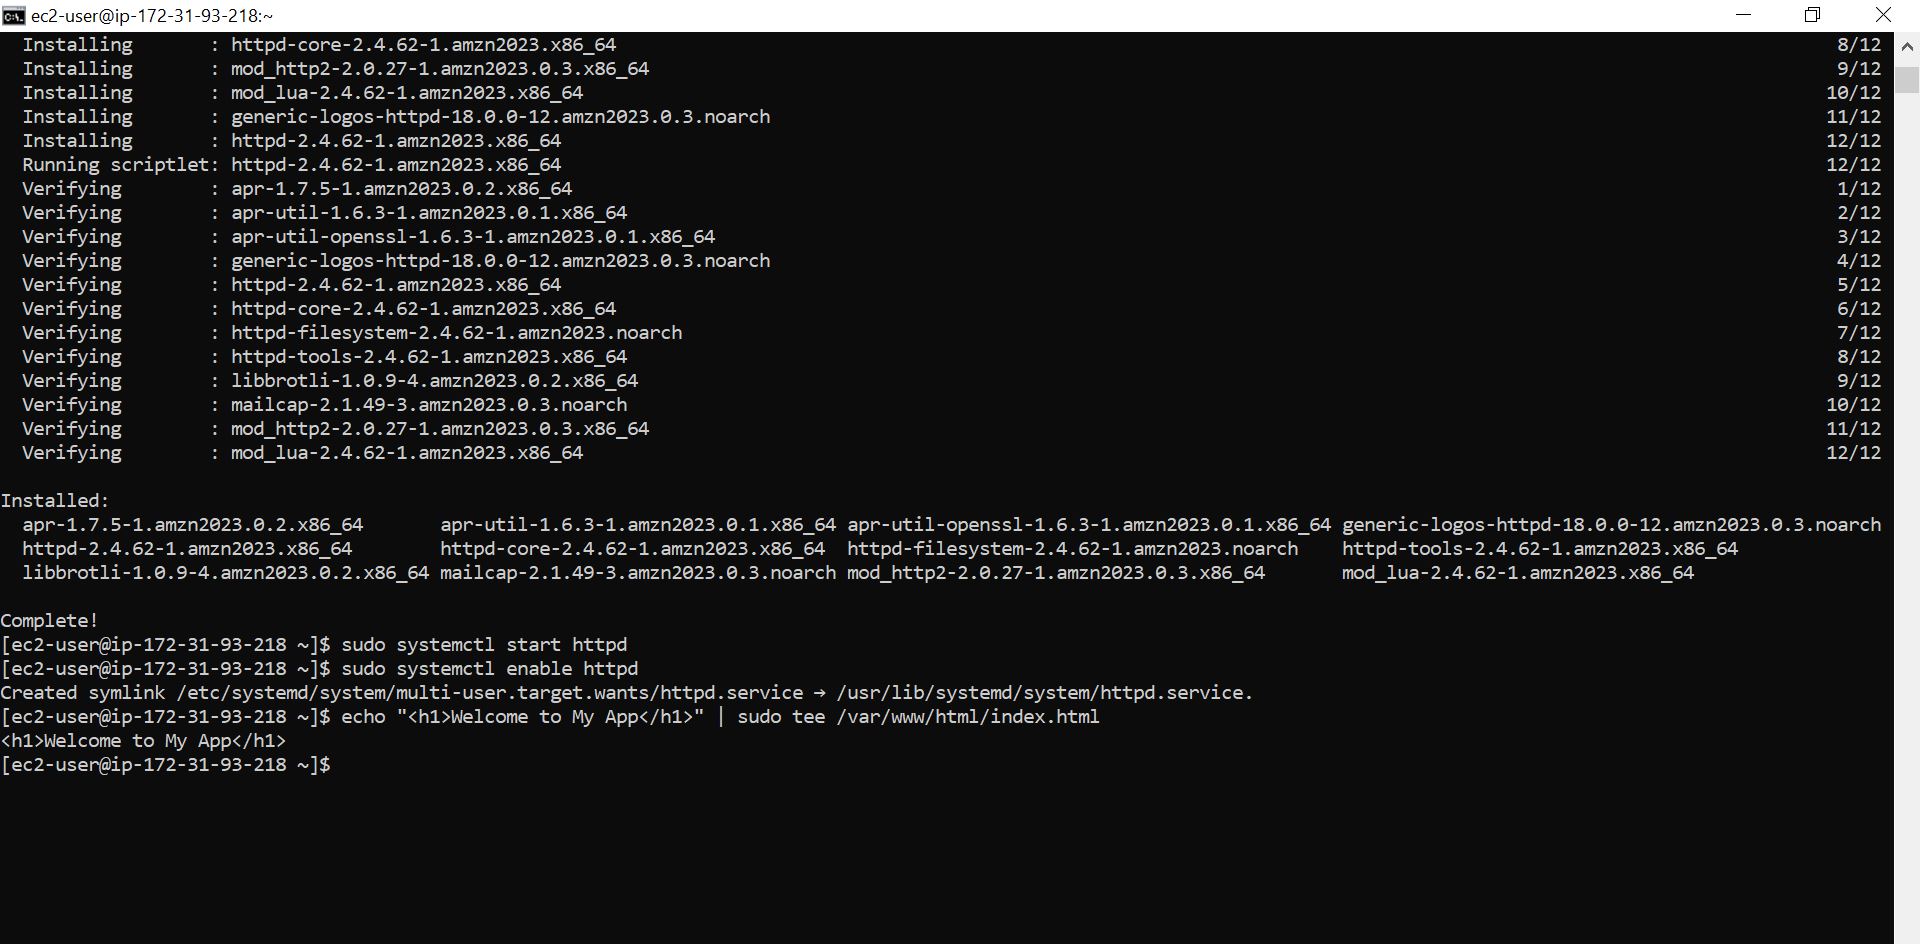 ec2-user@ip-172-31-93-218:~
Installing : httpd-core-2.4.62-1.amzn2023.x86_64 8/12
Installing : mod_http2-2.0.27-1.amzn2023.0.3.x86_64 9/12
Installing : mod_lua-2.4.62-1.amzn2023.x86_64 10/12
Installing : generic-logos-httpd-18.0.0-12.amzn2023.0.3.noarch 11/12
Installing : httpd-2.4.62-1.amzn2023.x86_64 12/12
Running scriptlet: httpd-2.4.62-1.amzn2023.x86_64 12/12
Verifying : apr-1.7.5-1.amzn2023.0.2.x86_64 1/12
Verifying : apr-util-1.6.3-1.amzn2023.0.1.x86_64 2/12
Verifying : apr-util-openssl-1.6.3-1.amzn2023.0.1.x86_64 3/12
Verifying : generic-logos-httpd-18.0.0-12.amzn2023.0.3.noarch 4/12
Verifying : httpd-2.4.62-1.amzn2023.x86_64 5/12
Verifying : httpd-core-2.4.62-1.amzn2023.x86_64 6/12
Verifying : httpd-filesystem-2.4.62-1.amzn2023.noarch 7/12
Verifying : httpd-tools-2.4.62-1.amzn2023.x86_64 8/12
Verifying : libbrotli-1.0.9-4.amzn2023.0.2.x86_64 9/12
Verifying : mailcap-2.1.49-3.amzn2023.0.3.noarch 10/12
Verifying : mod_http2-2.0.27-1.amzn2023.0.3.x86_64 11/12
Verifying : mod_lua-2.4.62-1.amzn2023.x86_64 12/12
Installed:
apr-1.7.5-1.amzn2023.0.2.x86_64 apr-util-1.6.3-1.amzn2023.0.1.x86_64 apr-util-openssl-1.6.3-1.amzn2023.0.1.x86_64 generic-logos-httpd-18.0.0-12.amzn2023.0.3.noarch
httpd-2.4.62-1.amzn2023.x86_64 httpd-core-2.4.62-1.amzn2023.x86_64 httpd-filesystem-2.4.62-1.amzn2023.noarch httpd-tools-2.4.62-1.amzn2023.x86_64
libbrotli-1.0.9-4.amzn2023.0.2.x86_64 mailcap-2.1.49-3.amzn2023.0.3.noarch mod_http2-2.0.27-1.amzn2023.0.3.x86_64 mod_lua-2.4.62-1.amzn2023.x86_64
Complete!
[ec2-user@ip-172-31-93-218 ~]$ sudo systemctl start httpd
[ec2-user@ip-172-31-93-218 ~]$ sudo systemctl enable httpd
Created symlink /etc/systemd/system/multi-user.target.wants/httpd.service → /usr/lib/systemd/system/httpd.service.
[ec2-user@ip-172-31-93-218 ~]$ echo "<h1>Welcome to My App</h1>" | sudo tee /var/www/html/index.html
<h1>Welcome to My App</h1>
[ec2-user@ip-172-31-93-218 ~]$